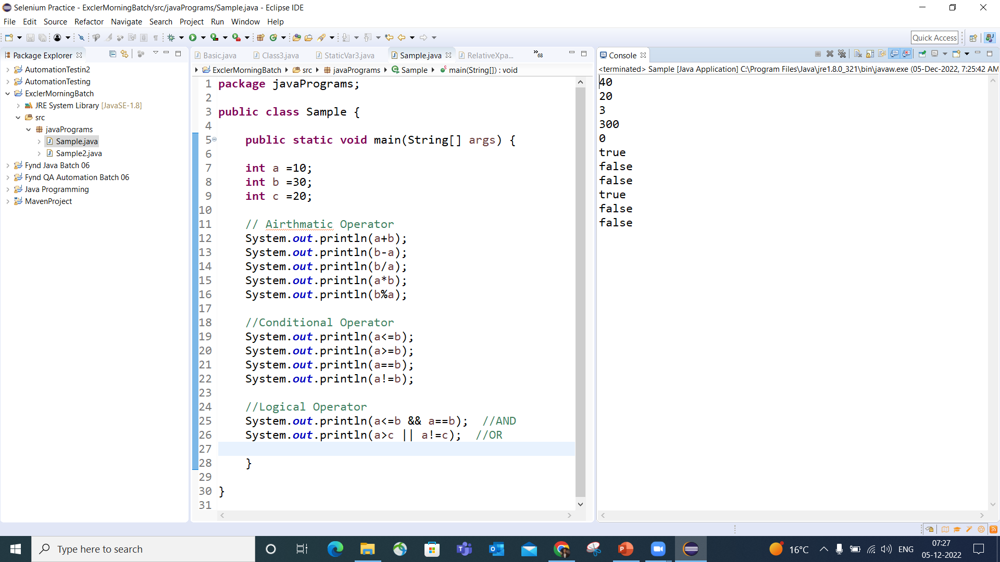 Selenium Practice - ExclerMorningBatch/src/javaPrograms/Sample.java - Eclipse IDE
File Edit Source Refactor Navigate Search Project Run Window Help
Quick Access
Package Explorer
AutomationTestin2
AutomationTesting
ExclerMorningBatch
JRE System Library [JavaSE-1.8]
src
javaPrograms
Sample.java
Sample2.java
Fynd Java Batch 06
Fynd QA Automation Batch 06
Java Programming
MavenProject
Basic.java Class3.java StaticVar3.java Sample.java RelativeXpa... »68
ExclerMorningBatch src javaPrograms Sample main(String[]) : void
1 package javaPrograms;
2
3 public class Sample {
4
5 public static void main(String[] args) {
6
7 int a =10;
8 int b =30;
9 int c =20;
10
11 // Airthmatic Operator
12 System.out.println(a+b);
13 System.out.println(b-a);
14 System.out.println(b/a);
15 System.out.println(a*b);
16 System.out.println(b%a);
17
18 //Conditional Operator
19 System.out.println(a<=b);
20 System.out.println(a>=b);
21 System.out.println(a==b);
22 System.out.println(a!=b);
23
24 //Logical Operator
25 System.out.println(a<=b && a==b); //AND
26 System.out.println(a>c || a!=c); //OR
27
28 }
29
30 }
31
Console
<terminated> Sample [Java Application] C:\Program Files\Java\jre1.8.0_321\bin\javaw.exe (05-Dec-2022, 7:25:42 AM
40
20
3
300
0
true
false
false
true
false
false
Type here to search
16°C
ENG
07:27
05-12-2022